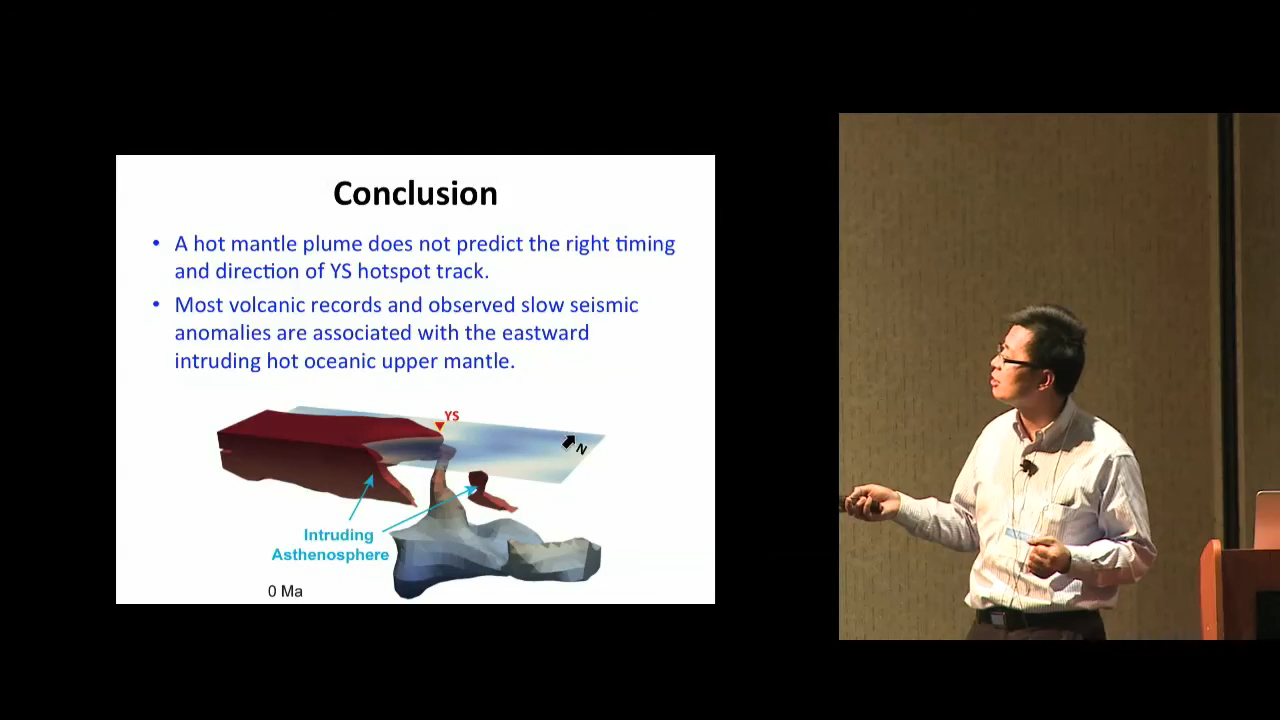 Conclusion
• A hot mantle plume does not predict the right timing
and direction of YS hotspot track.
• Most volcanic records and observed slow seismic
anomalies are associated with the eastward
intruding hot oceanic upper mantle.
YS
N
Intruding
Asthenosphere
0 Ma